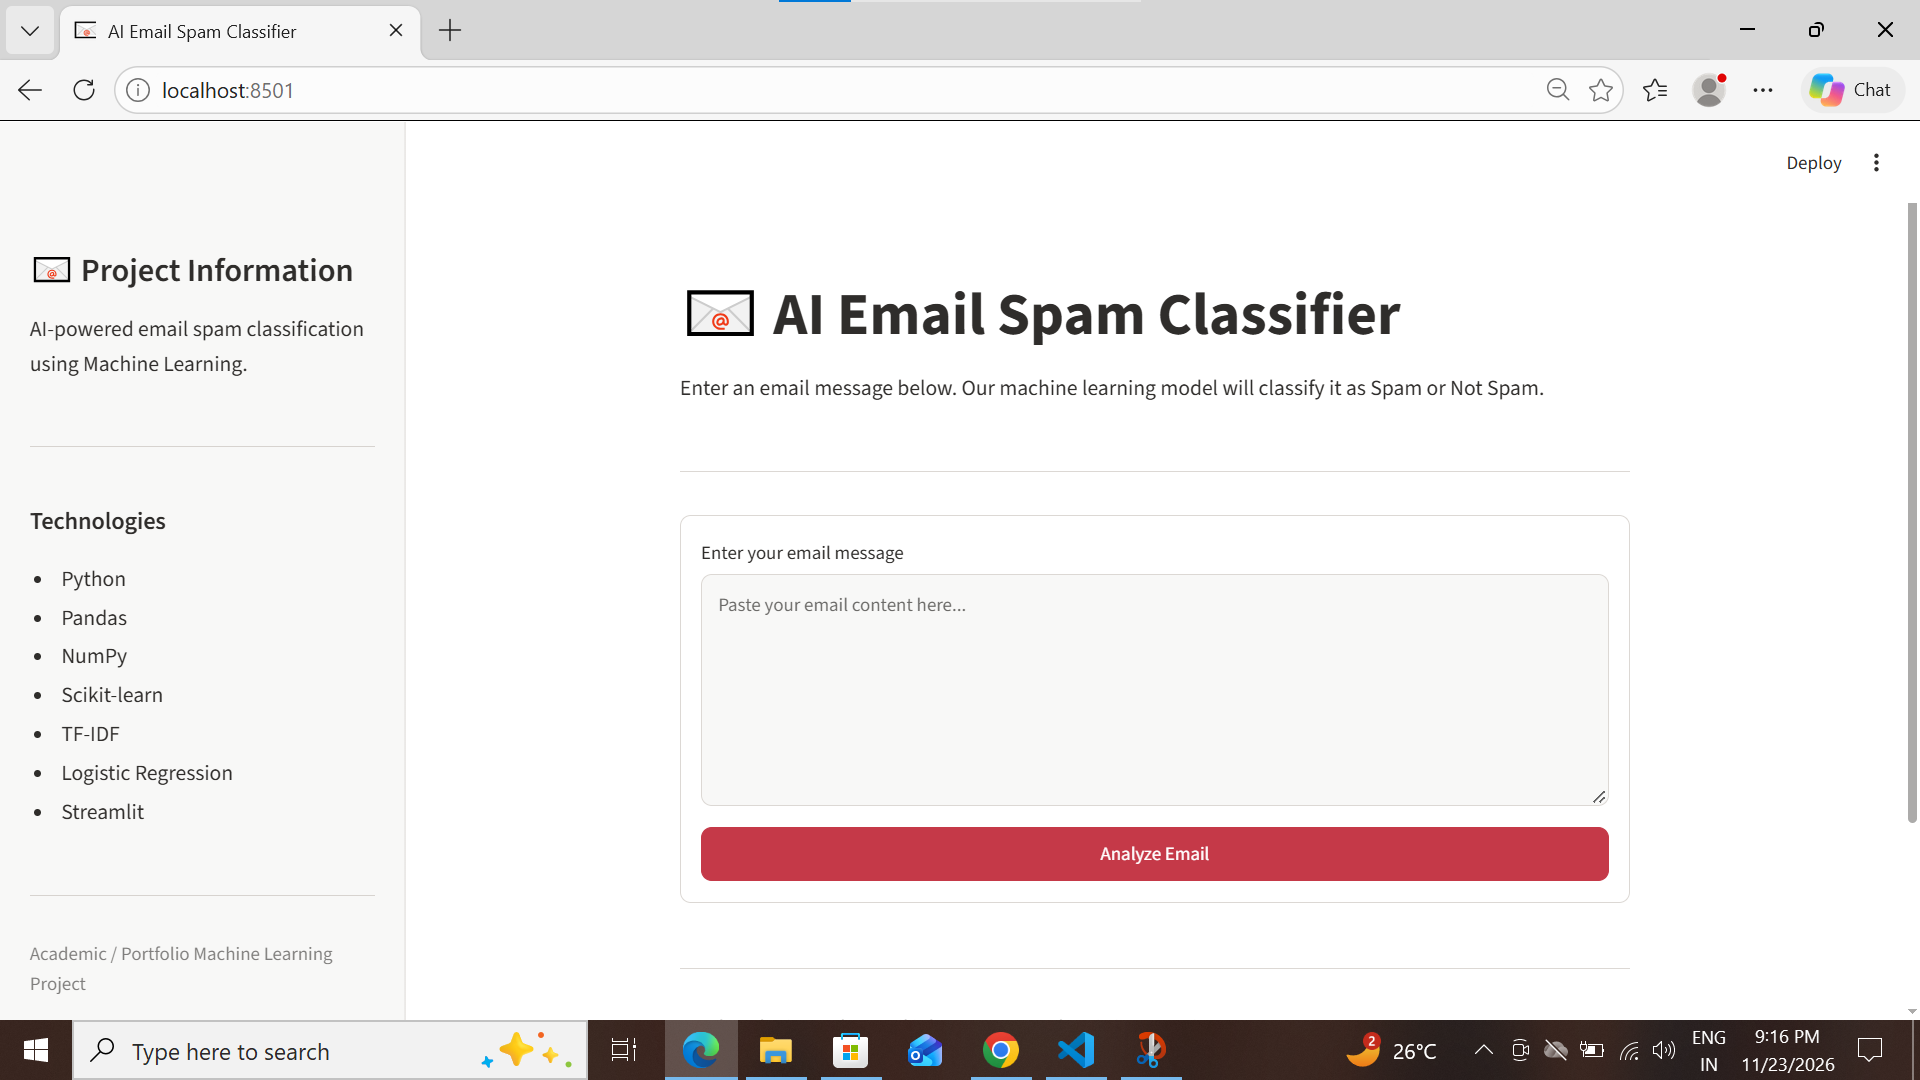 AI Email Spam Classifier
localhost:8501
Chat
Deploy
Project Information
AI-powered email spam classification
using Machine Learning.
Technologies
Python
Pandas
NumPy
Scikit-learn
TF-IDF
Logistic Regression
Streamlit
Academic / Portfolio Machine Learning
Project
AI Email Spam Classifier
Enter an email message below. Our machine learning model will classify it as Spam or Not Spam.
Enter your email message
Paste your email content here...
Analyze Email
Type here to search
2
26°C
ENG
IN
9:16 PM
11/23/2026